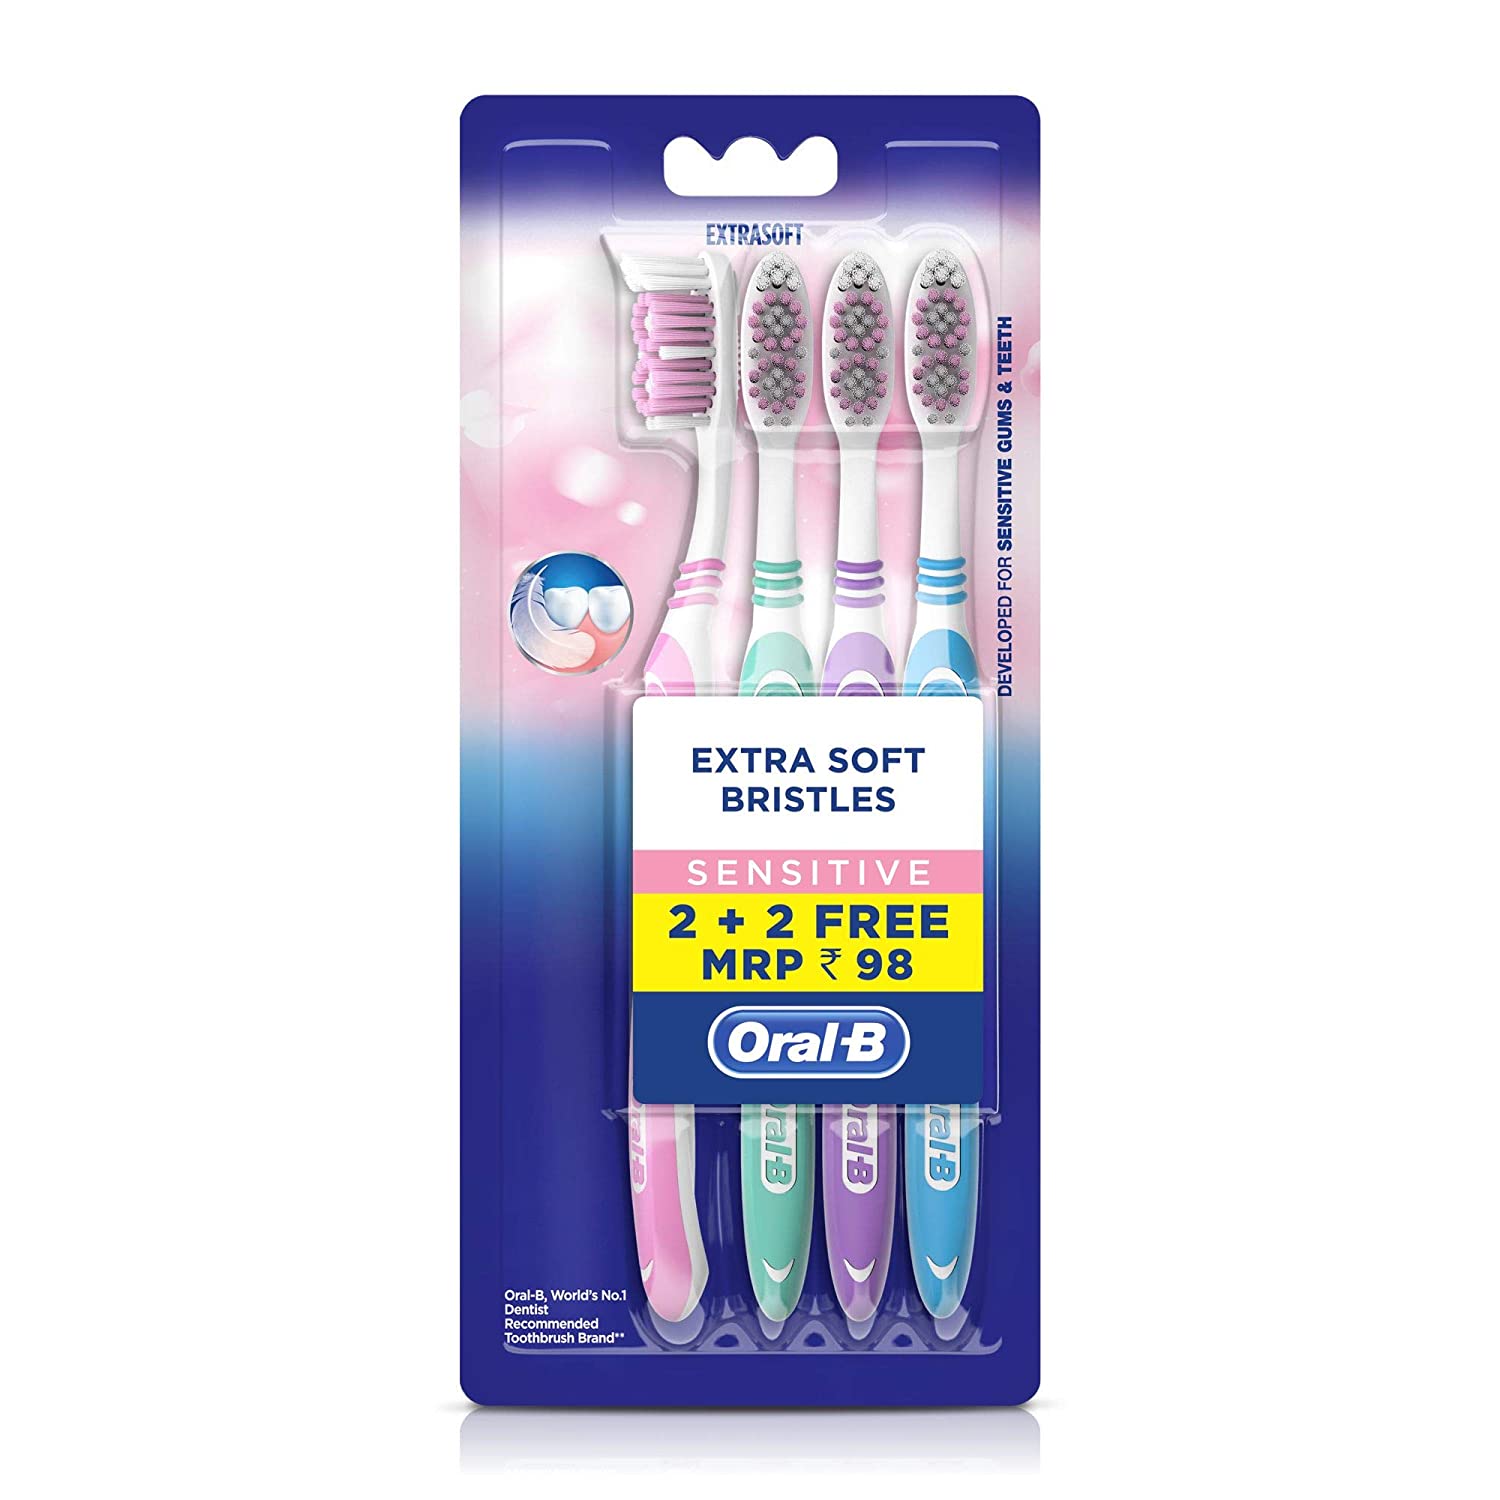 EXTRASOFT
DEVELOPED FOR SENSITIVE GUMS & TEETH
EXTRA SOFT
BRISTLES
SENSITIVE
2 + 2 FREE
MRP ₹ 98
Oral-B
Oral-B
Oral-B
Oral-B
Oral-B
Oral-B, World's No.1
Dentist
Recommended
Toothbrush Brand**